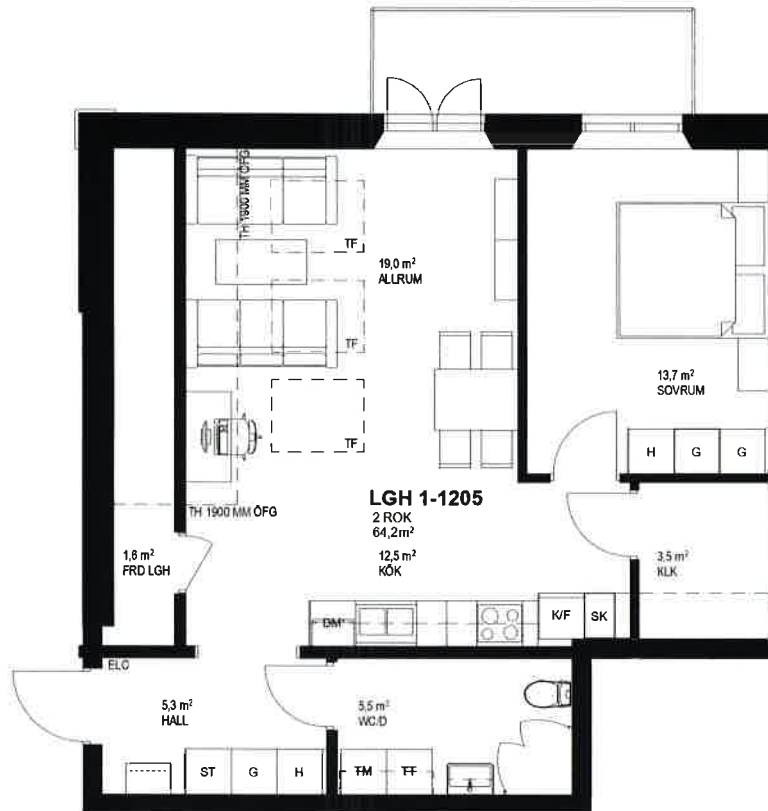 TH 1900 MM ÖFG
TF
19,0 m²
ALLRUM
TF
13,7 m²
SOVRUM
TF
H
G
G
LGH 1-1205
2 ROK
64,2m²
TH 1900 MM ÖFG
12,5 m²
KÖK
1,6 m²
FRD LGH
3,5 m²
KLK
DM
K/F
SK
ELC
5,3 m²
HALL
5,5 m²
WC/D
ST
G
H
TM
TT